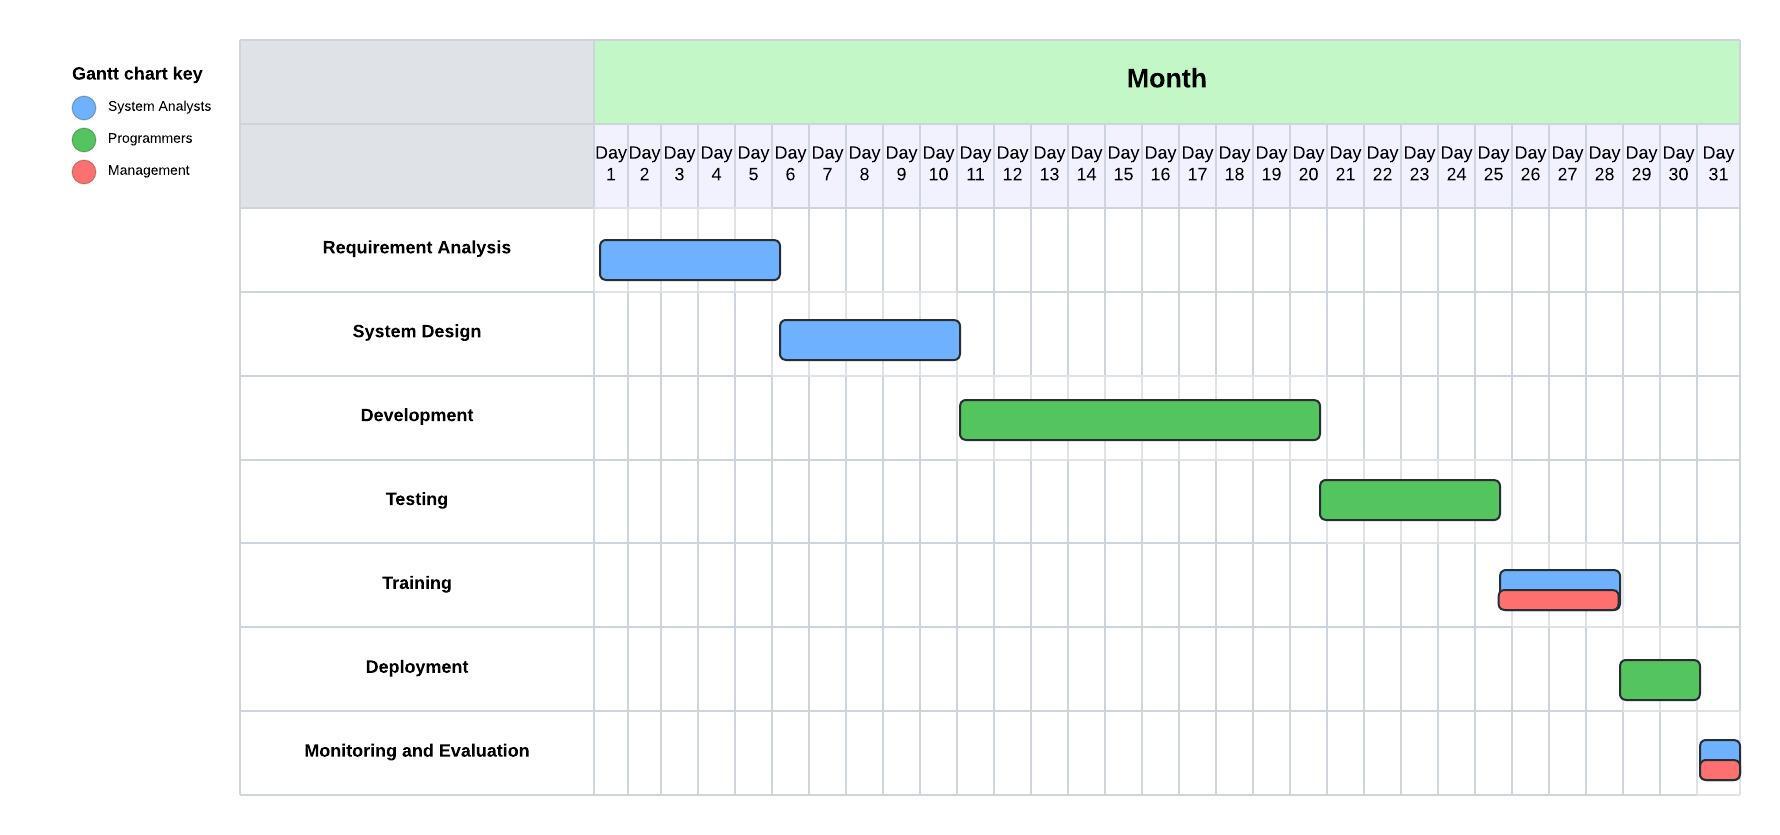 Gantt chart key
System Analysts
Programmers
Management
Month
Day 1 Day 2 Day 3 Day 4 Day 5 Day 6 Day 7 Day 8 Day 9 Day 10 Day 11 Day 12 Day 13 Day 14 Day 15 Day 16 Day 17 Day 18 Day 19 Day 20 Day 21 Day 22 Day 23 Day 24 Day 25 Day 26 Day 27 Day 28 Day 29 Day 30 Day 31
Requirement Analysis
System Design
Development
Testing
Training
Deployment
Monitoring and Evaluation